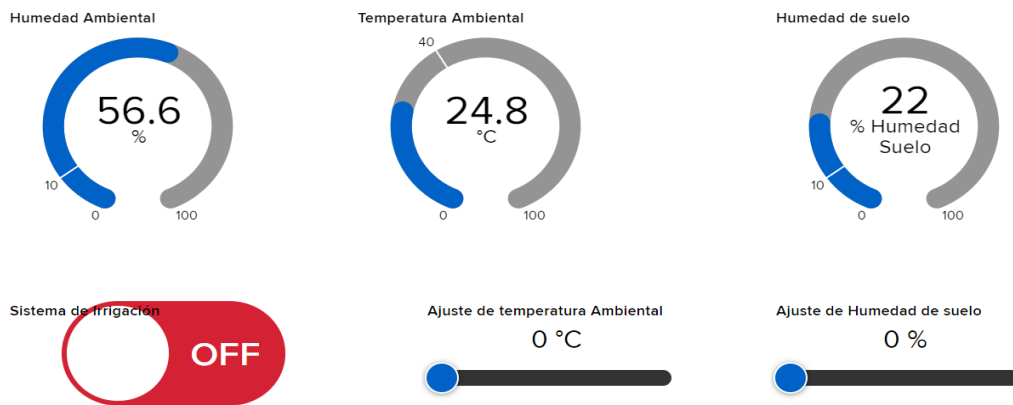 Humedad Ambiental
56.6
%
10
0
100
Temperatura Ambiental
40
24.8
°C
0
100
Humedad de suelo
22
% Humedad
Suelo
10
0
100
Sistema de Irrigación
OFF
Ajuste de temperatura Ambiental
0 °C
Ajuste de Humedad de suelo
0 %